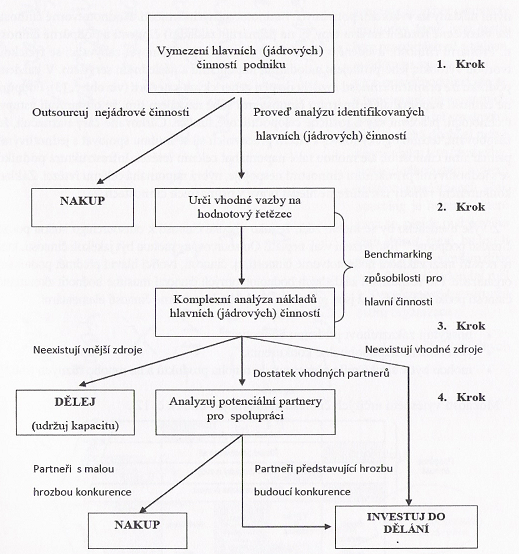 Vymezení hlavních (jádrových)
činností podniku
1. Krok
Outsourcuj nejádrové činnosti
Proveď analýzu identifikovaných
hlavních (jádrových) činností
NAKUP
Urči vhodné vazby na
hodnotový řetězec
2. Krok
Benchmarking
způsobilosti pro
hlavní činnosti
Komplexní analýza nákladů
hlavních (jádrových) činností
3. Krok
Neexistují vnější zdroje
Neexistují vhodné zdroje
Dostatek vhodných partnerů
DĚLEJ
(udržuj kapacitu)
Analyzuj potenciální partnery
pro spolupráci
4. Krok
Partneři s malou
hrozbou konkurence
Partneři představující hrozbu
budoucí konkurence
NAKUP
INVESTUJ DO
DĚLÁNÍ